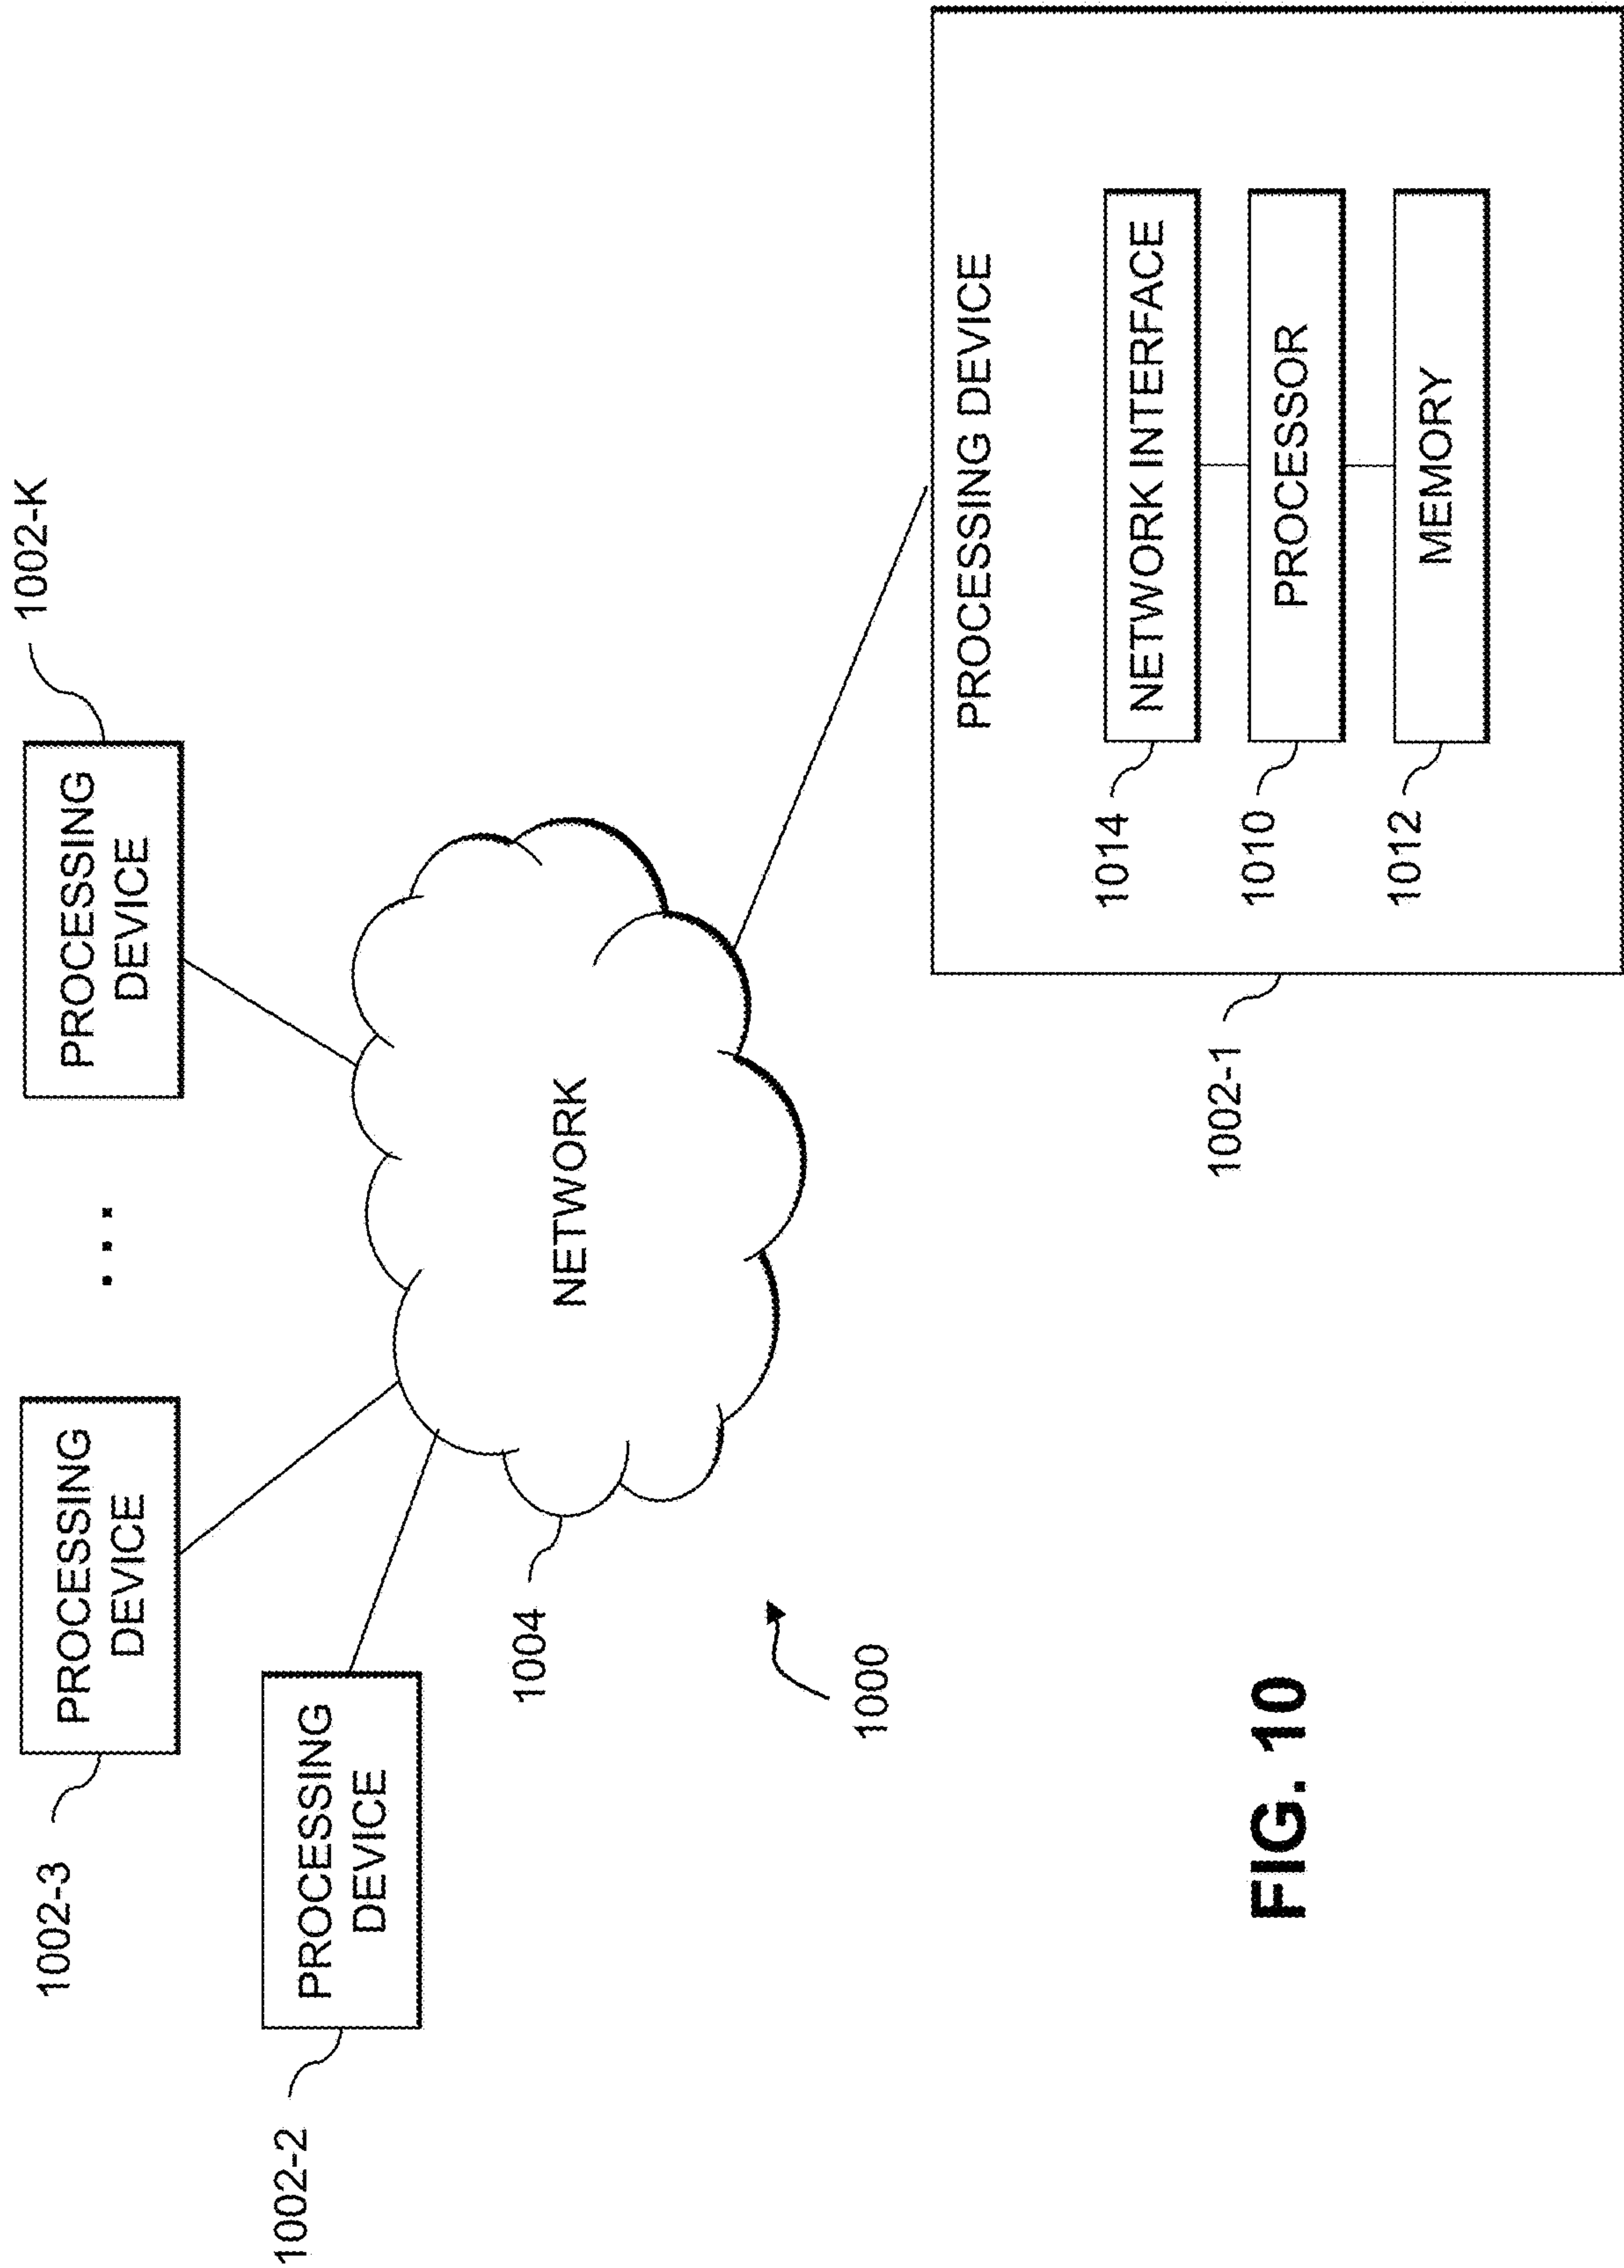 1002-2
PROCESSING
DEVICE
1002-3
PROCESSING
DEVICE
...
PROCESSING
DEVICE
1002-K
NETWORK
1004
1000
PROCESSING DEVICE
1002-1
1014
NETWORK INTERFACE
1010
PROCESSOR
1012
MEMORY
FIG. 10